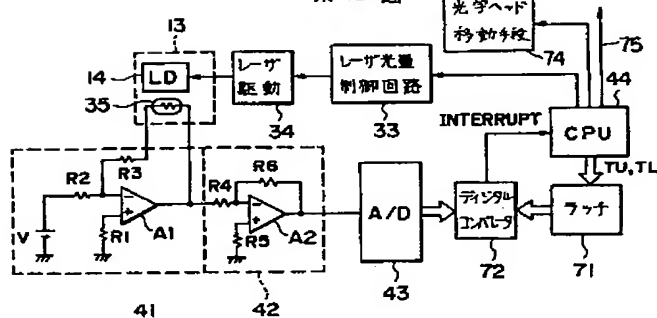 光学ヘッド
移動手段
74
75
13
14
LD
35
レーザ
駆動
34
レーザ光量
制御回路
33
44
INTERRUPT
CPU
TU,TL
R2
R3
R4
R6
V
R1
A1
R5
A2
A/D
ディジタル
コンパレータ
ラッチ
41
42
43
72
71